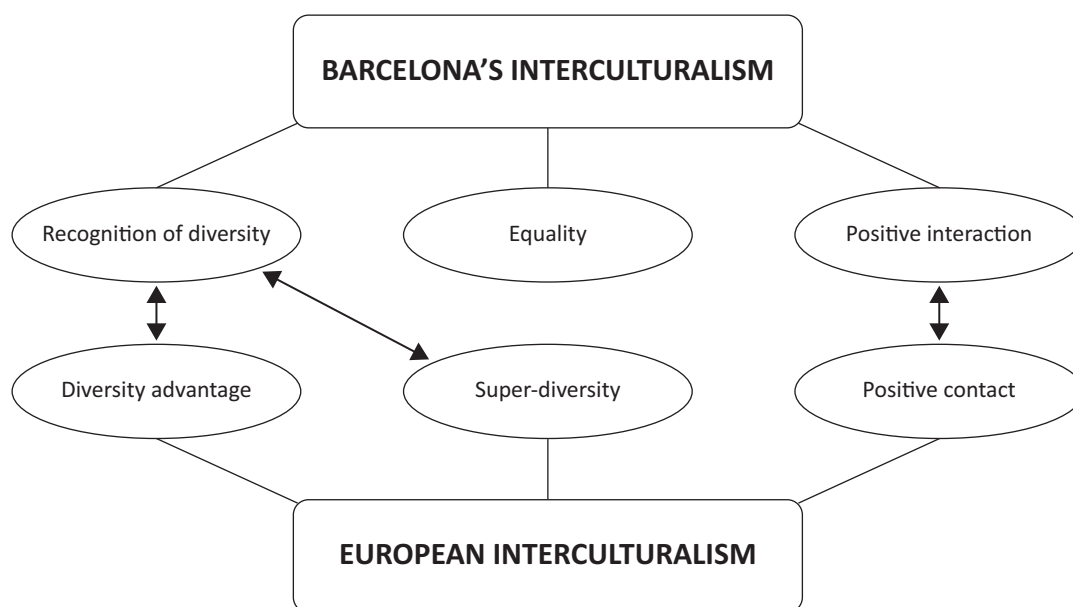 BARCELONA'S INTERCULTURALISM
Recognition of diversity
Equality
Positive interaction
Diversity advantage
Super-diversity
Positive contact
EUROPEAN INTERCULTURALISM